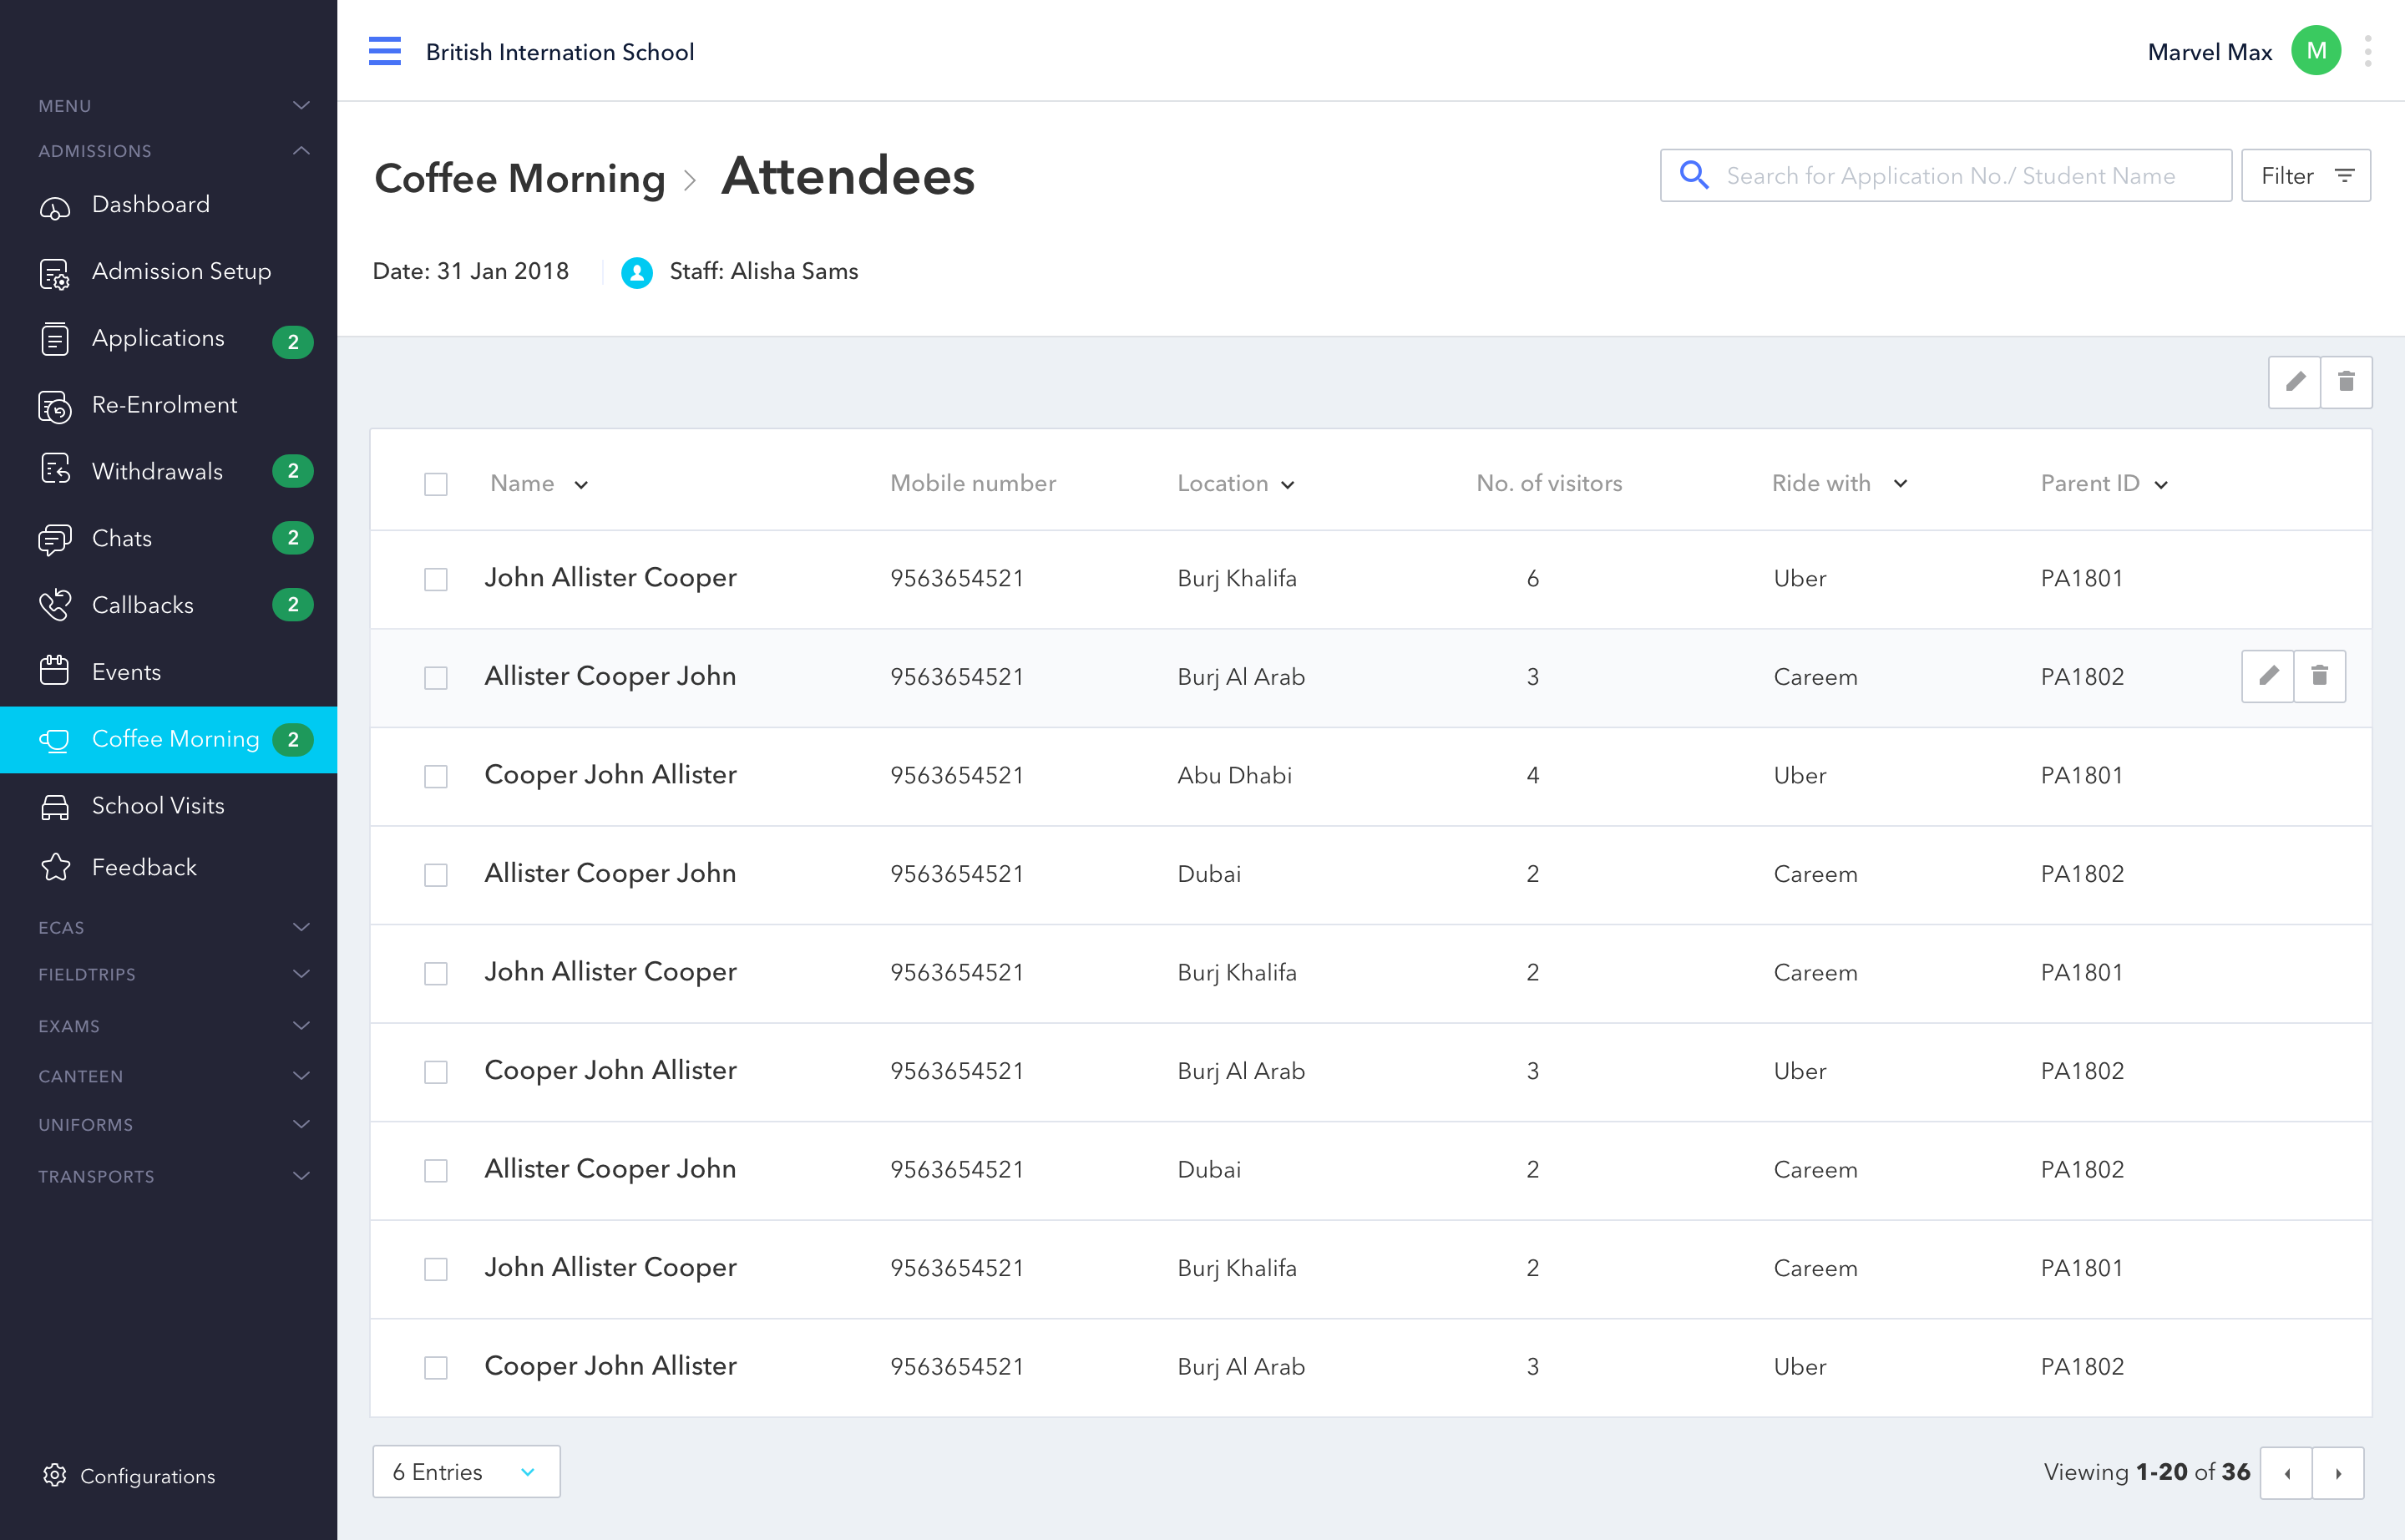 British Internation School
Marvel Max
M
MENU
ADMISSIONS
Dashboard
Admission Setup
Applications 2
Re-Enrolment
Withdrawals 2
Chats 2
Callbacks 2
Events
Coffee Morning 2
School Visits
Feedback
ECAS
FIELDTRIPS
EXAMS
CANTEEN
UNIFORMS
TRANSPORTS
Configurations
Coffee Morning > Attendees
Search for Application No./ Student Name
Filter
Date: 31 Jan 2018
Staff: Alisha Sams
Name Mobile number Location No. of visitors Ride with Parent ID
John Allister Cooper 9563654521 Burj Khalifa 6 Uber PA1801
Allister Cooper John 9563654521 Burj Al Arab 3 Careem PA1802
Cooper John Allister 9563654521 Abu Dhabi 4 Uber PA1801
Allister Cooper John 9563654521 Dubai 2 Careem PA1802
John Allister Cooper 9563654521 Burj Khalifa 2 Careem PA1801
Cooper John Allister 9563654521 Burj Al Arab 3 Uber PA1802
Allister Cooper John 9563654521 Dubai 2 Careem PA1802
John Allister Cooper 9563654521 Burj Khalifa 2 Careem PA1801
Cooper John Allister 9563654521 Burj Al Arab 3 Uber PA1802
6 Entries
Viewing 1-20 of 36